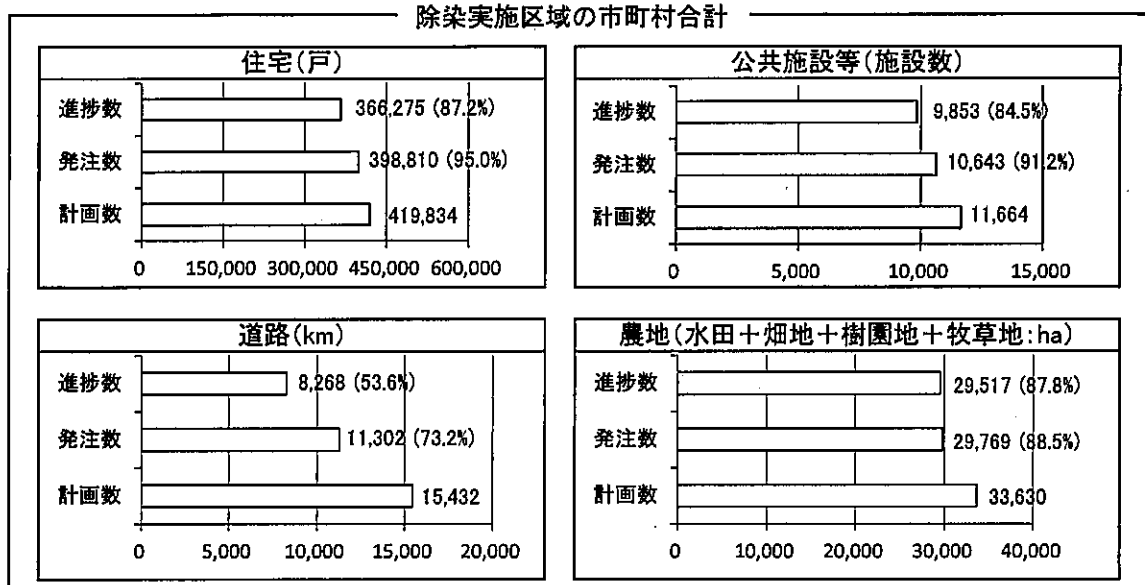 除染実施区域の市町村合計
住宅(戸)
進捗数 366,275 (87.2%)
発注数 398,810 (95.0%)
計画数 419,834
0 150,000 300,000 450,000 600,000
公共施設等(施設数)
進捗数 9,853 (84.5%)
発注数 10,643 (91.2%)
計画数 11,664
0 5,000 10,000 15,000
道路(km)
進捗数 8,268 (53.6%)
発注数 11,302 (73.2%)
計画数 15,432
0 5,000 10,000 15,000 20,000
農地(水田+畑地+樹園地+牧草地:ha)
進捗数 29,517 (87.8%)
発注数 29,769 (88.5%)
計画数 33,630
0 10,000 20,000 30,000 40,000